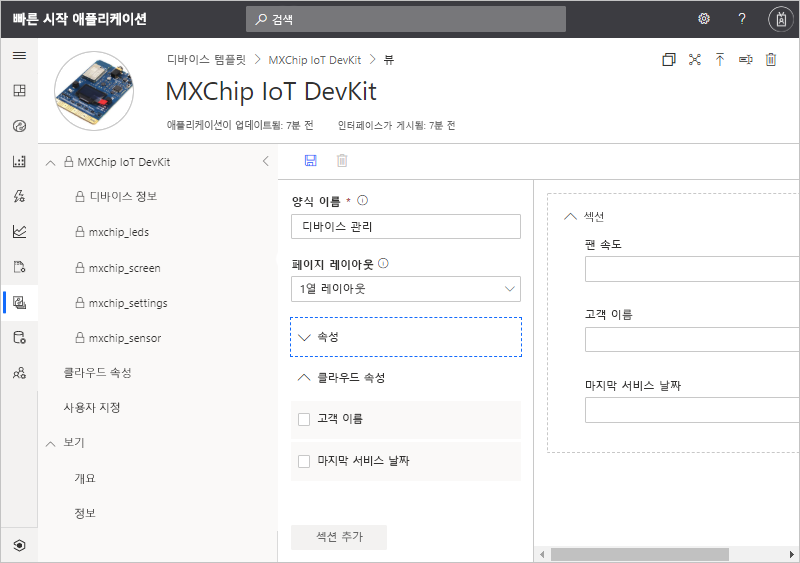 빠른 시작 애플리케이션
검색
디바이스 템플릿 > MXChip IoT DevKit > 뷰
MXChip IoT DevKit
애플리케이션이 업데이트됨: 7분 전 인터페이스가 게시됨: 7분 전
MXChip IoT DevKit
디바이스 정보
mxchip_leds
mxchip_screen
mxchip_settings
mxchip_sensor
클라우드 속성
사용자 지정
보기
개요
정보
양식 이름 *
디바이스 관리
페이지 레이아웃
1열 레이아웃
속성
클라우드 속성
고객 이름
마지막 서비스 날짜
섹션 추가
섹션
팬 속도
고객 이름
마지막 서비스 날짜